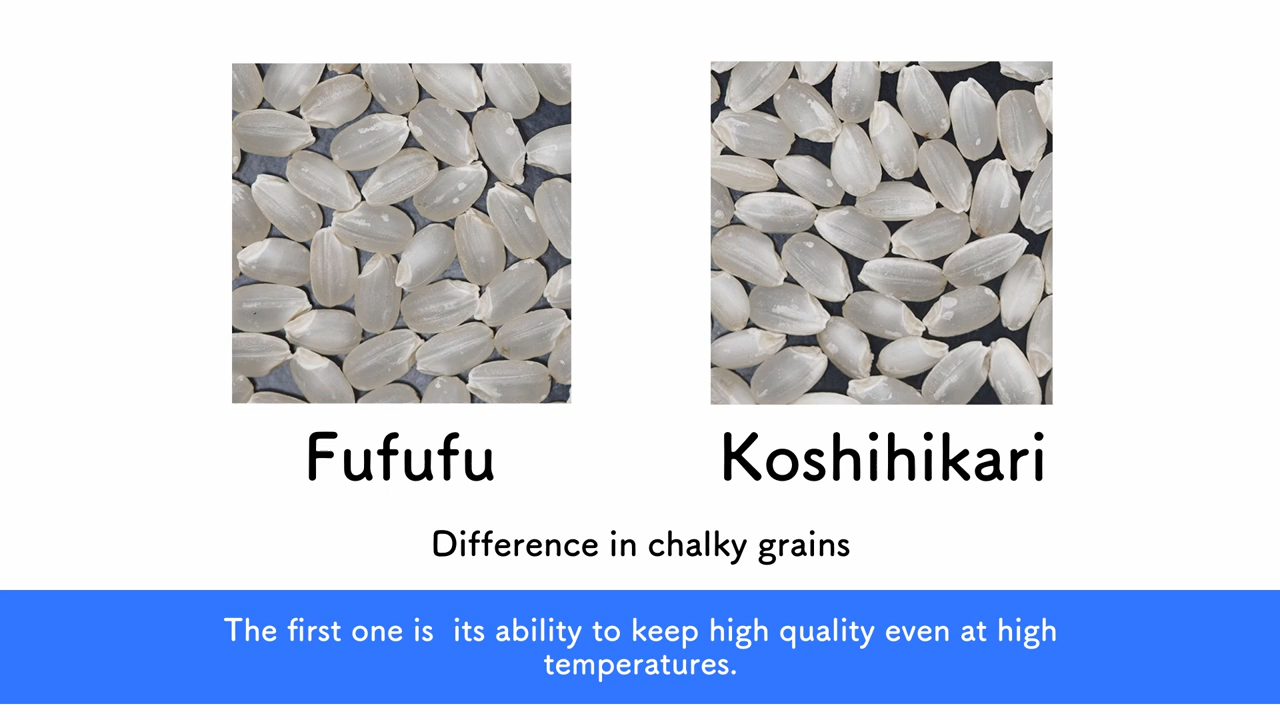 Fufufu
Koshihikari
Difference in chalky grains
The first one is  its ability to keep high quality even at high
temperatures.